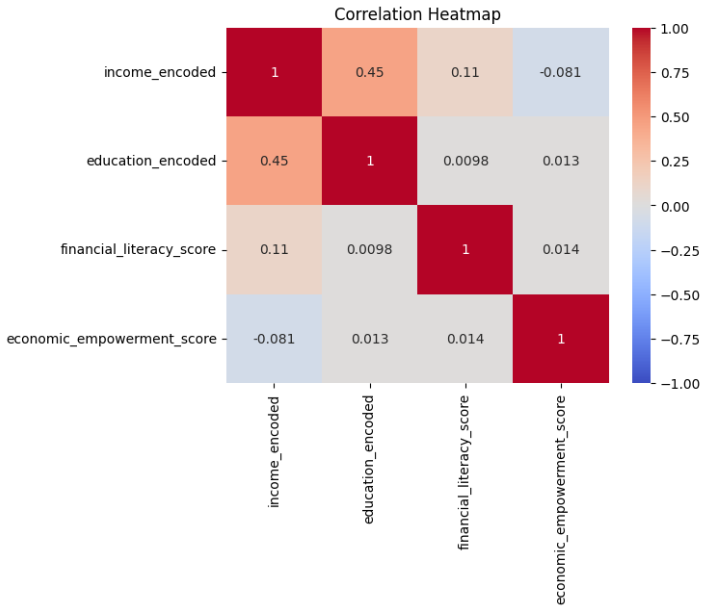 Correlation Heatmap
income_encoded 1 0.45 0.11 -0.081
education_encoded 0.45 1 0.0098 0.013
financial_literacy_score 0.11 0.0098 1 0.014
economic_empowerment_score -0.081 0.013 0.014 1
income_encoded
education_encoded
financial_literacy_score
economic_empowerment_score
1.00
0.75
0.50
0.25
0.00
−0.25
−0.50
−0.75
−1.00